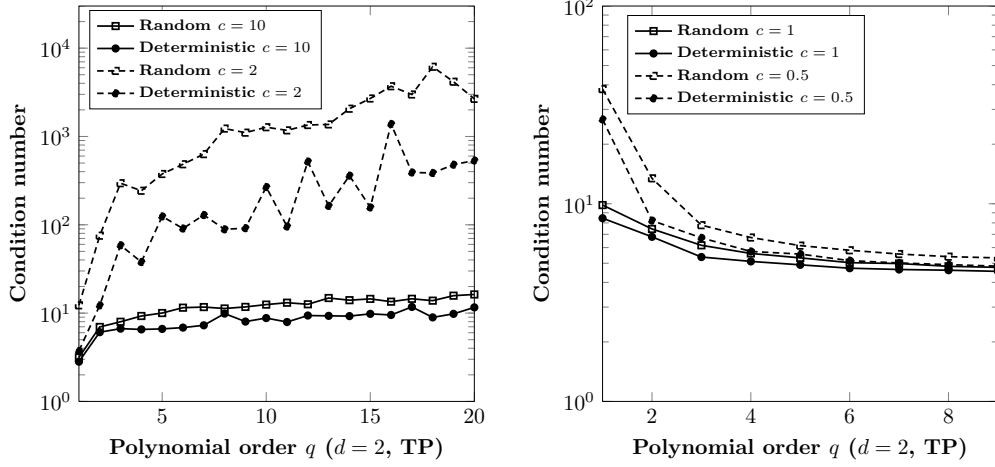 Random c = 10
Deterministic c = 10
Random c = 2
Deterministic c = 2
10^4
10^3
10^2
10^1
10^0
Condition number
5 10 15 20
Polynomial order q (d = 2, TP)
Random c = 1
Deterministic c = 1
Random c = 0.5
Deterministic c = 0.5
10^2
10^1
10^0
Condition number
2 4 6 8
Polynomial order q (d = 2, TP)